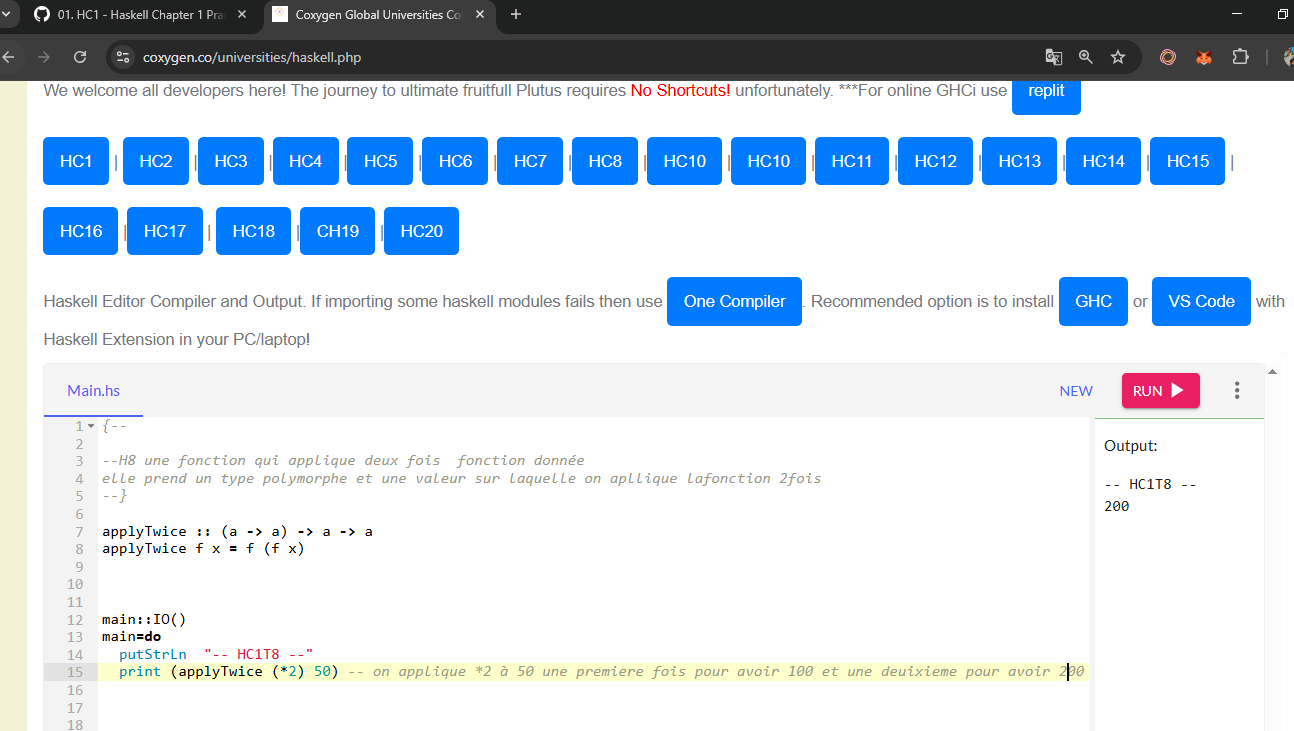 01. HC1 - Haskell Chapter 1 Pra
Coxygen Global Universities Co
coxygen.co/universities/haskell.php
We welcome all developers here! The journey to ultimate fruitfull Plutus requires No Shortcuts! unfortunately. ***For online GHCi use replit
HC1 | HC2 | HC3 | HC4 | HC5 | HC6 | HC7 | HC8 | HC10 | HC10 | HC11 | HC12 | HC13 | HC14 | HC15 |
HC16 | HC17 | HC18 | CH19 | HC20
Haskell Editor Compiler and Output. If importing some haskell modules fails then use One Compiler . Recommended option is to install GHC or VS Code with
Haskell Extension in your PC/laptop!
Main.hs
NEW
RUN
1 {--
2
3 --H8 une fonction qui applique deux fois  fonction donnée
4 elle prend un type polymorphe et une valeur sur laquelle on apllique lafonction 2fois
5 --}
6
7 applyTwice :: (a -> a) -> a -> a
8 applyTwice f x = f (f x)
9
10
11
12 main::IO()
13 main=do
14   putStrLn  "-- HC1T8 --"
15   print (applyTwice (*2) 50) -- on applique *2 à 50 une premiere fois pour avoir 100 et une deuixieme pour avoir 200
16
17
18
Output:
-- HC1T8 --
200